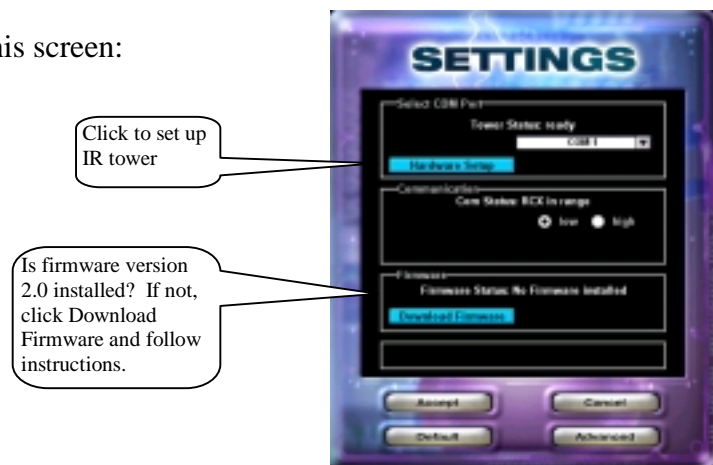 his screen:
SETTINGS
Select COM Port
Tower Status: ready
COM1
Click to set up
IR tower
Hardware Setup
Communication
Com Status: RCX in range
low high
Is firmware version
2.0 installed? If not,
click Download
Firmware and follow
instructions.
Firmware
Firmware Status: No Firmware installed
Download Firmware
Accept Cancel
Default Advanced